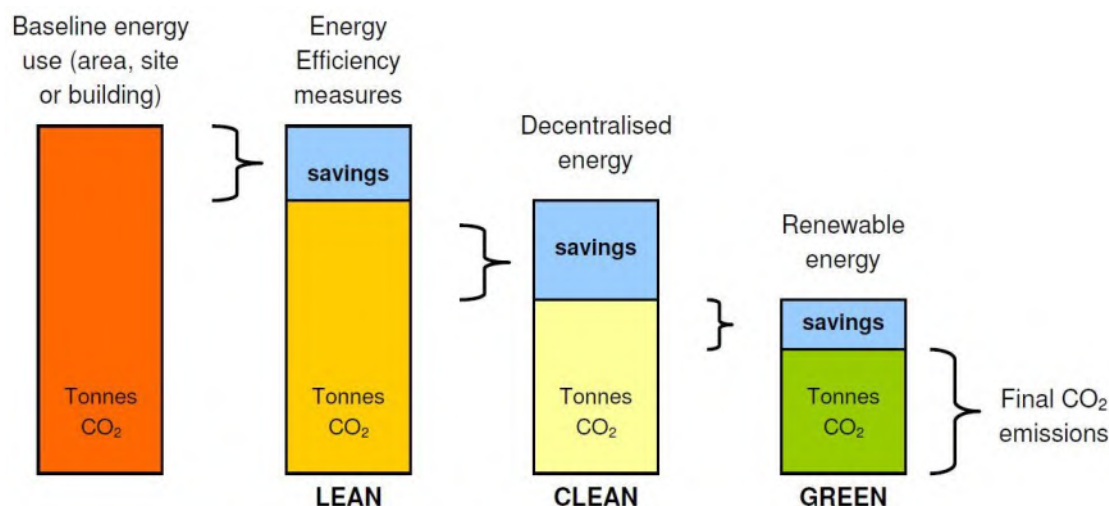 Baseline energy
use (area, site
or building)
Energy
Efficiency
measures
Decentralised
energy
Renewable
energy
savings
savings
savings
Tonnes
CO₂
Tonnes
CO₂
Tonnes
CO₂
Tonnes
CO₂
Final CO₂
emissions
LEAN
CLEAN
GREEN